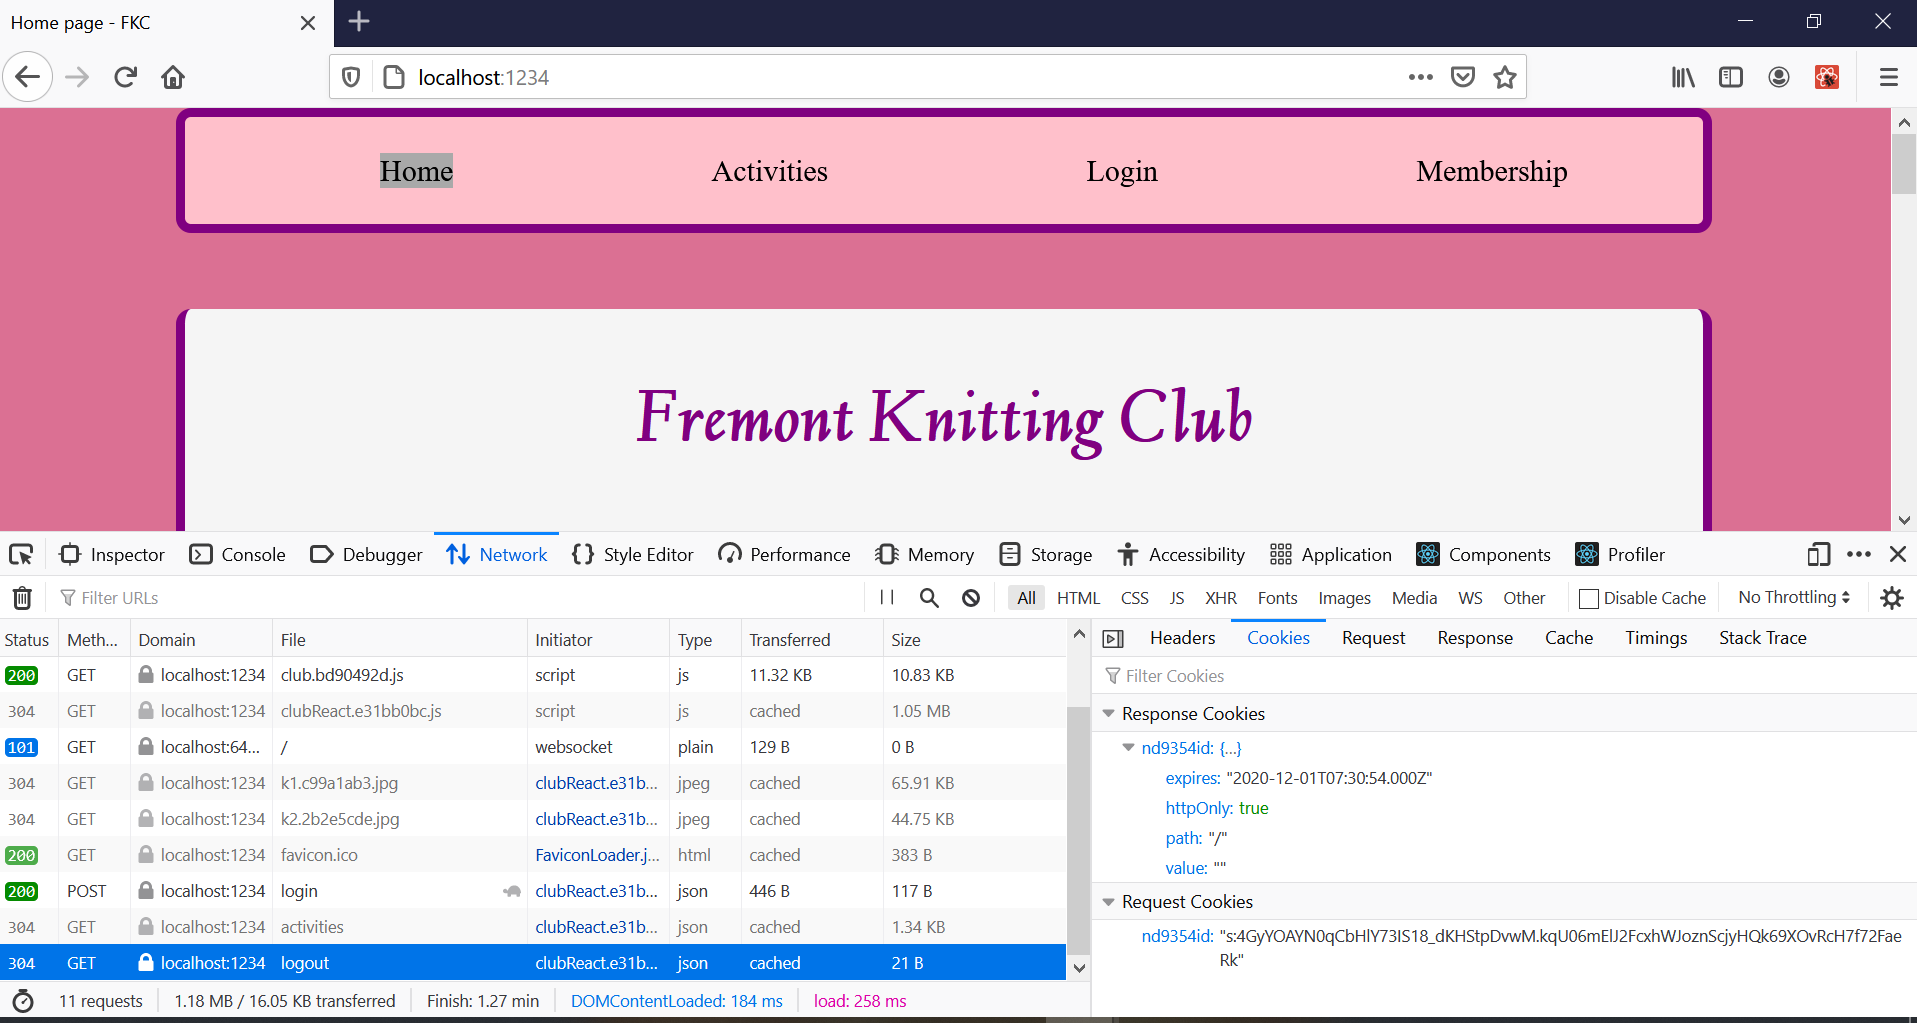 Home page - FKC
localhost:1234
Home Activities Login Membership
Fremont Knitting Club
Inspector Console Debugger Network Style Editor Performance Memory Storage Accessibility Application Components Profiler
Filter URLs All HTML CSS JS XHR Fonts Images Media WS Other Disable Cache No Throttling
Status Meth... Domain File Initiator Type Transferred Size
200 GET localhost:1234 club.bd90492d.js script js 11.32 KB 10.83 KB
304 GET localhost:1234 clubReact.e31bb0bc.js script js cached 1.05 MB
101 GET localhost:64... / websocket plain 129 B 0 B
304 GET localhost:1234 k1.c99a1ab3.jpg clubReact.e31b... jpeg cached 65.91 KB
304 GET localhost:1234 k2.2b2e5cde.jpg clubReact.e31b... jpeg cached 44.75 KB
200 GET localhost:1234 favicon.ico FaviconLoader.j... html cached 383 B
200 POST localhost:1234 login clubReact.e31b... json 446 B 117 B
304 GET localhost:1234 activities clubReact.e31b... json cached 1.34 KB
304 GET localhost:1234 logout clubReact.e31b... json cached 21 B
11 requests 1.18 MB / 16.05 KB transferred Finish: 1.27 min DOMContentLoaded: 184 ms load: 258 ms
Headers Cookies Request Response Cache Timings Stack Trace
Filter Cookies
Response Cookies
nd9354id: {...}
expires: "2020-12-01T07:30:54.000Z"
httpOnly: true
path: "/"
value: ""
Request Cookies
nd9354id: "s:4GyYOAYN0qCbHlY73IS18_dKHStpDvwM.kqU06mElJ2FcxhWJoznScjyHQk69XOvRcH7f72Fae
Rk"